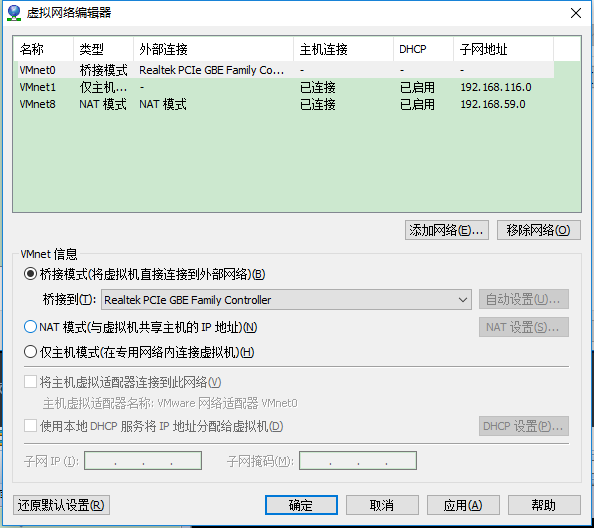 虚拟网络编辑器
名称 类型 外部连接 主机连接 DHCP 子网地址
VMnet0 桥接模式 Realtek PCIe GBE Family Co... - - -
VMnet1 仅主机... - 已连接 已启用 192.168.116.0
VMnet8 NAT 模式 NAT 模式 已连接 已启用 192.168.59.0
添加网络(E)... 移除网络(O)
VMnet 信息
桥接模式(将虚拟机直接连接到外部网络)(B)
桥接到(T): Realtek PCIe GBE Family Controller 自动设置(U)...
NAT 模式(与虚拟机共享主机的 IP 地址)(N) NAT 设置(S)...
仅主机模式(在专用网络内连接虚拟机)(H)
将主机虚拟适配器连接到此网络(V)
主机虚拟适配器名称: VMware 网络适配器 VMnet0
使用本地 DHCP 服务将 IP 地址分配给虚拟机(D) DHCP 设置(P)...
子网 IP (I): . . . 子网掩码(M): . . .
还原默认设置(R) 确定 取消 应用(A) 帮助